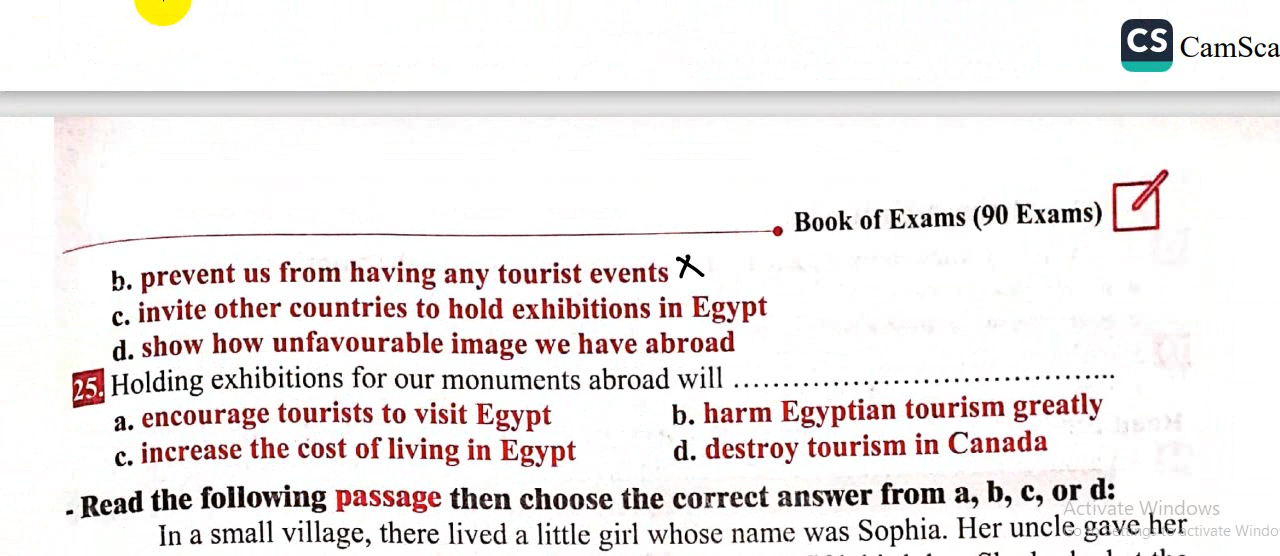 CS CamSca
Book of Exams (90 Exams)
b. prevent us from having any tourist events X
c. invite other countries to hold exhibitions in Egypt
d. show how unfavourable image we have abroad
25. Holding exhibitions for our monuments abroad will ........................................
a. encourage tourists to visit Egypt b. harm Egyptian tourism greatly
c. increase the cost of living in Egypt d. destroy tourism in Canada
- Read the following passage then choose the correct answer from a, b, c, or d:
Activate Windows
In a small village, there lived a little girl whose name was Sophia. Her uncle gave her
activate Windo